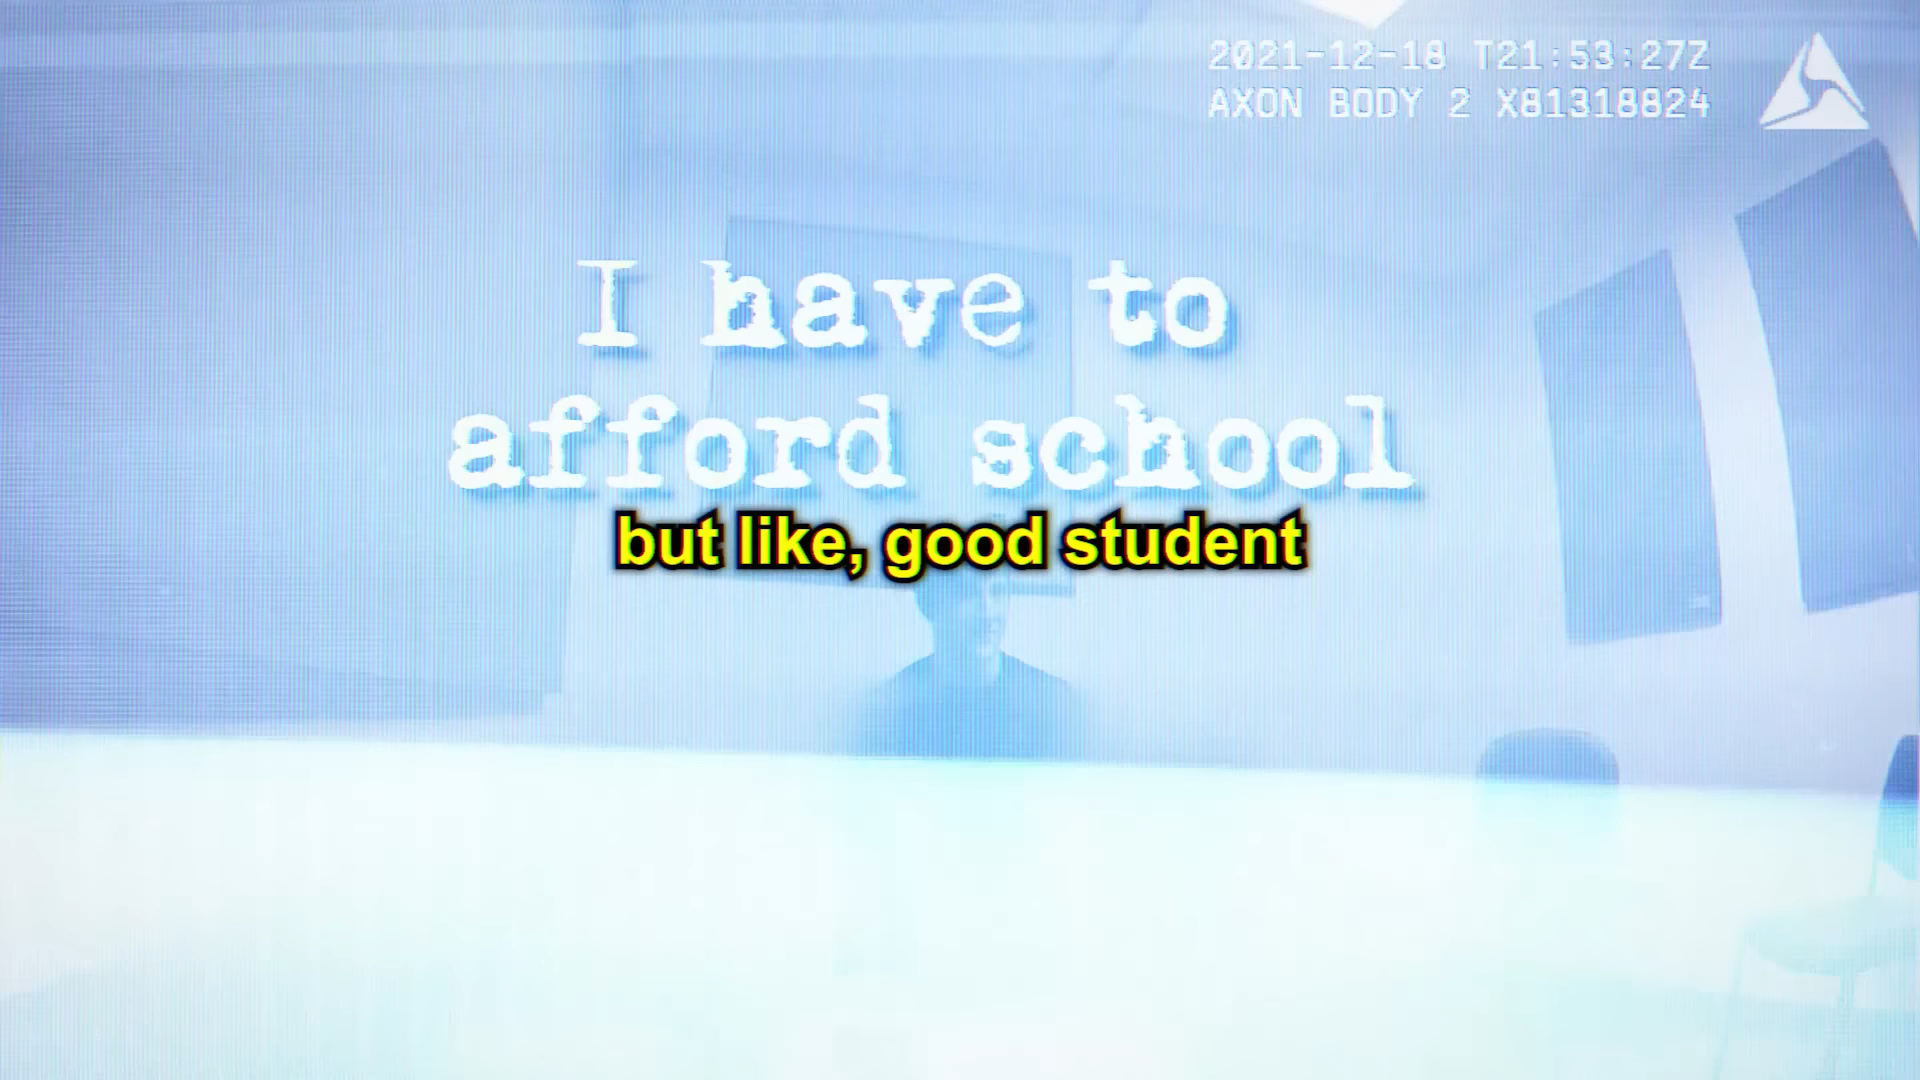 2021-12-18 T21:53:27Z
AXON BODY 2 X81318824
I have to
afford school
but like, good student